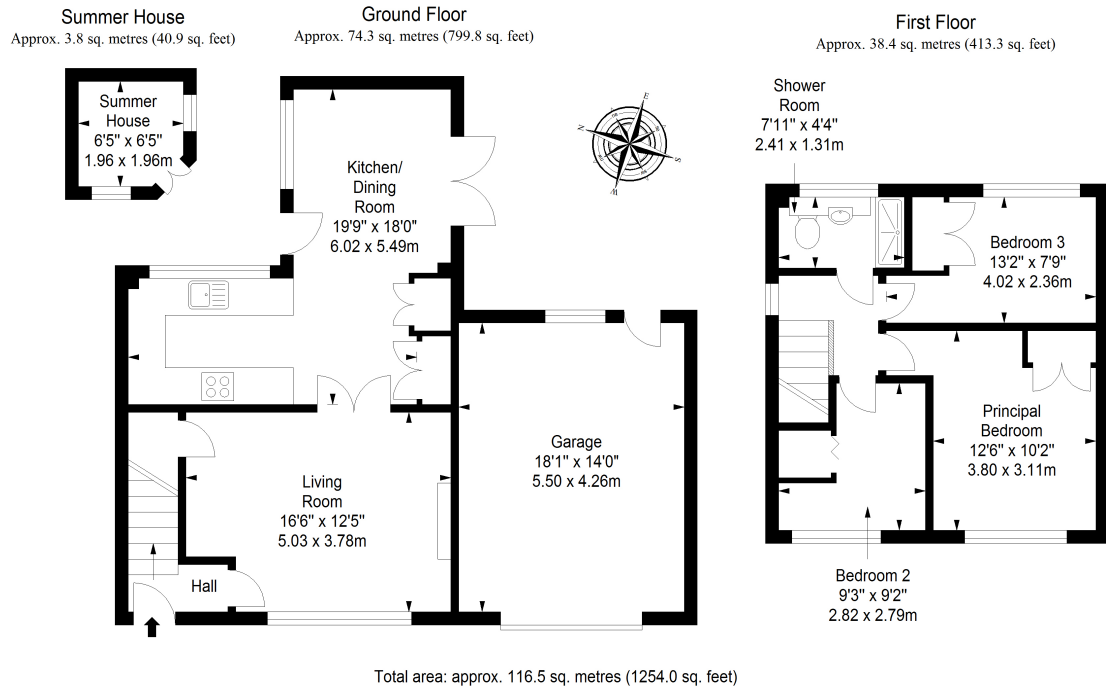 Summer House
Approx. 3.8 sq. metres (40.9 sq. feet)
Ground Floor
Approx. 74.3 sq. metres (799.8 sq. feet)
First Floor
Approx. 38.4 sq. metres (413.3 sq. feet)
Summer
House
6'5" x 6'5"
1.96 x 1.96m
Kitchen/
Dining
Room
19'9" x 18'0"
6.02 x 5.49m
N
E
S
W
Shower
Room
7'11" x 4'4"
2.41 x 1.31m
Bedroom 3
13'2" x 7'9"
4.02 x 2.36m
Principal
Bedroom
12'6" x 10'2"
3.80 x 3.11m
Garage
18'1" x 14'0"
5.50 x 4.26m
Living
Room
16'6" x 12'5"
5.03 x 3.78m
Hall
Bedroom 2
9'3" x 9'2"
2.82 x 2.79m
Total area: approx. 116.5 sq. metres (1254.0 sq. feet)